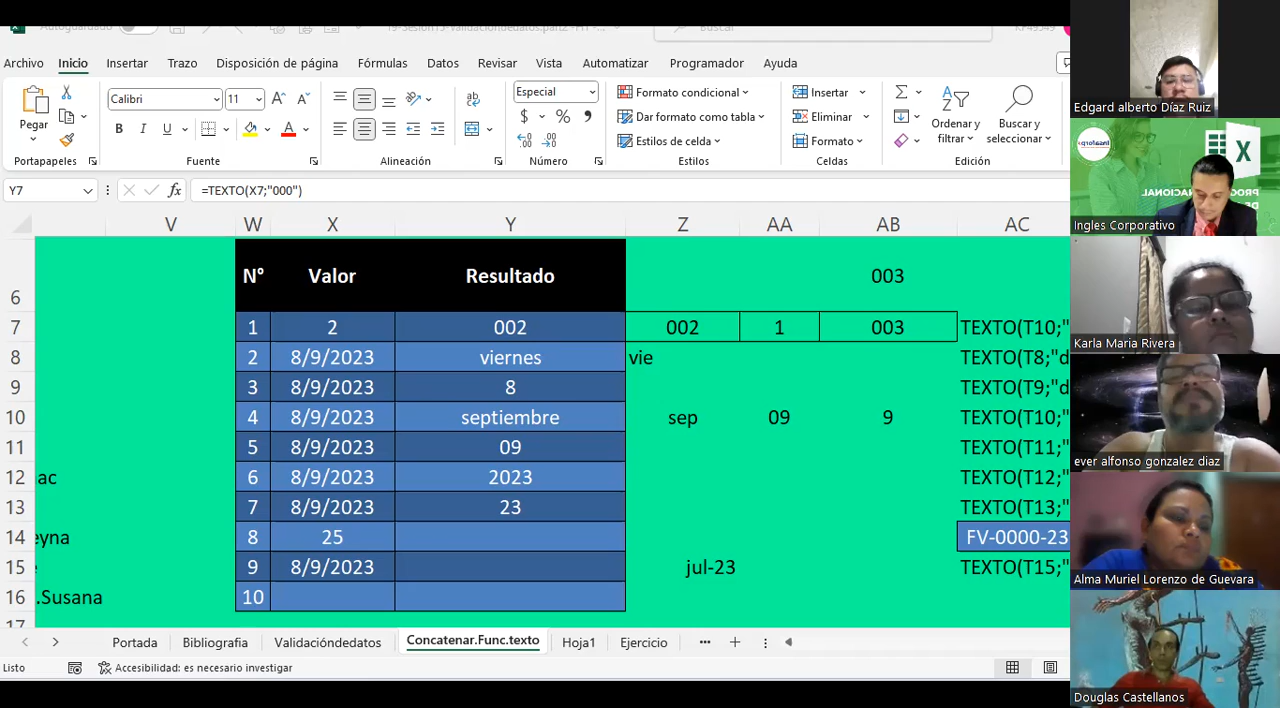 Autoguardado
19-Sesion15-Validacióndedatos.part2 - H1 -
Buscar
Archivo Inicio Insertar Trazo Disposición de página Fórmulas Datos Revisar Vista Automatizar Programador Ayuda
Pegar
Portapapeles
Calibri 11
N K S
Fuente
Alineación
Especial
$ %
Número
Formato condicional
Dar formato como tabla
Estilos de celda
Estilos
Insertar
Eliminar
Formato
Celdas
Ordenar y filtrar
Buscar y seleccionar
Edición
Y7 fx =TEXTO(X7;"000")
V W X Y Z AA AB AC
6 N° Valor Resultado 003
7 1 2 002 002 1 003 TEXTO(T10;"
8 2 8/9/2023 viernes vie TEXTO(T8;"d
9 3 8/9/2023 8 TEXTO(T9;"d
10 4 8/9/2023 septiembre sep 09 9 TEXTO(T10;"
11 5 8/9/2023 09 TEXTO(T11;"
12 ac 6 8/9/2023 2023 TEXTO(T12;"
13 7 8/9/2023 23 TEXTO(T13;"
14 eyna 8 25 FV-0000-23
15 9 8/9/2023 jul-23 TEXTO(T15;"
16 .Susana 10
17
Portada Bibliografia Validacióndedatos Concatenar.Func.texto Hoja1 Ejercicio
Listo Accesibilidad: es necesario investigar
Edgard alberto Díaz Ruiz
Ingles Corporativo
Karla Maria Rivera
ever alfonso gonzalez diaz
Alma Muriel Lorenzo de Guevara
Douglas Castellanos